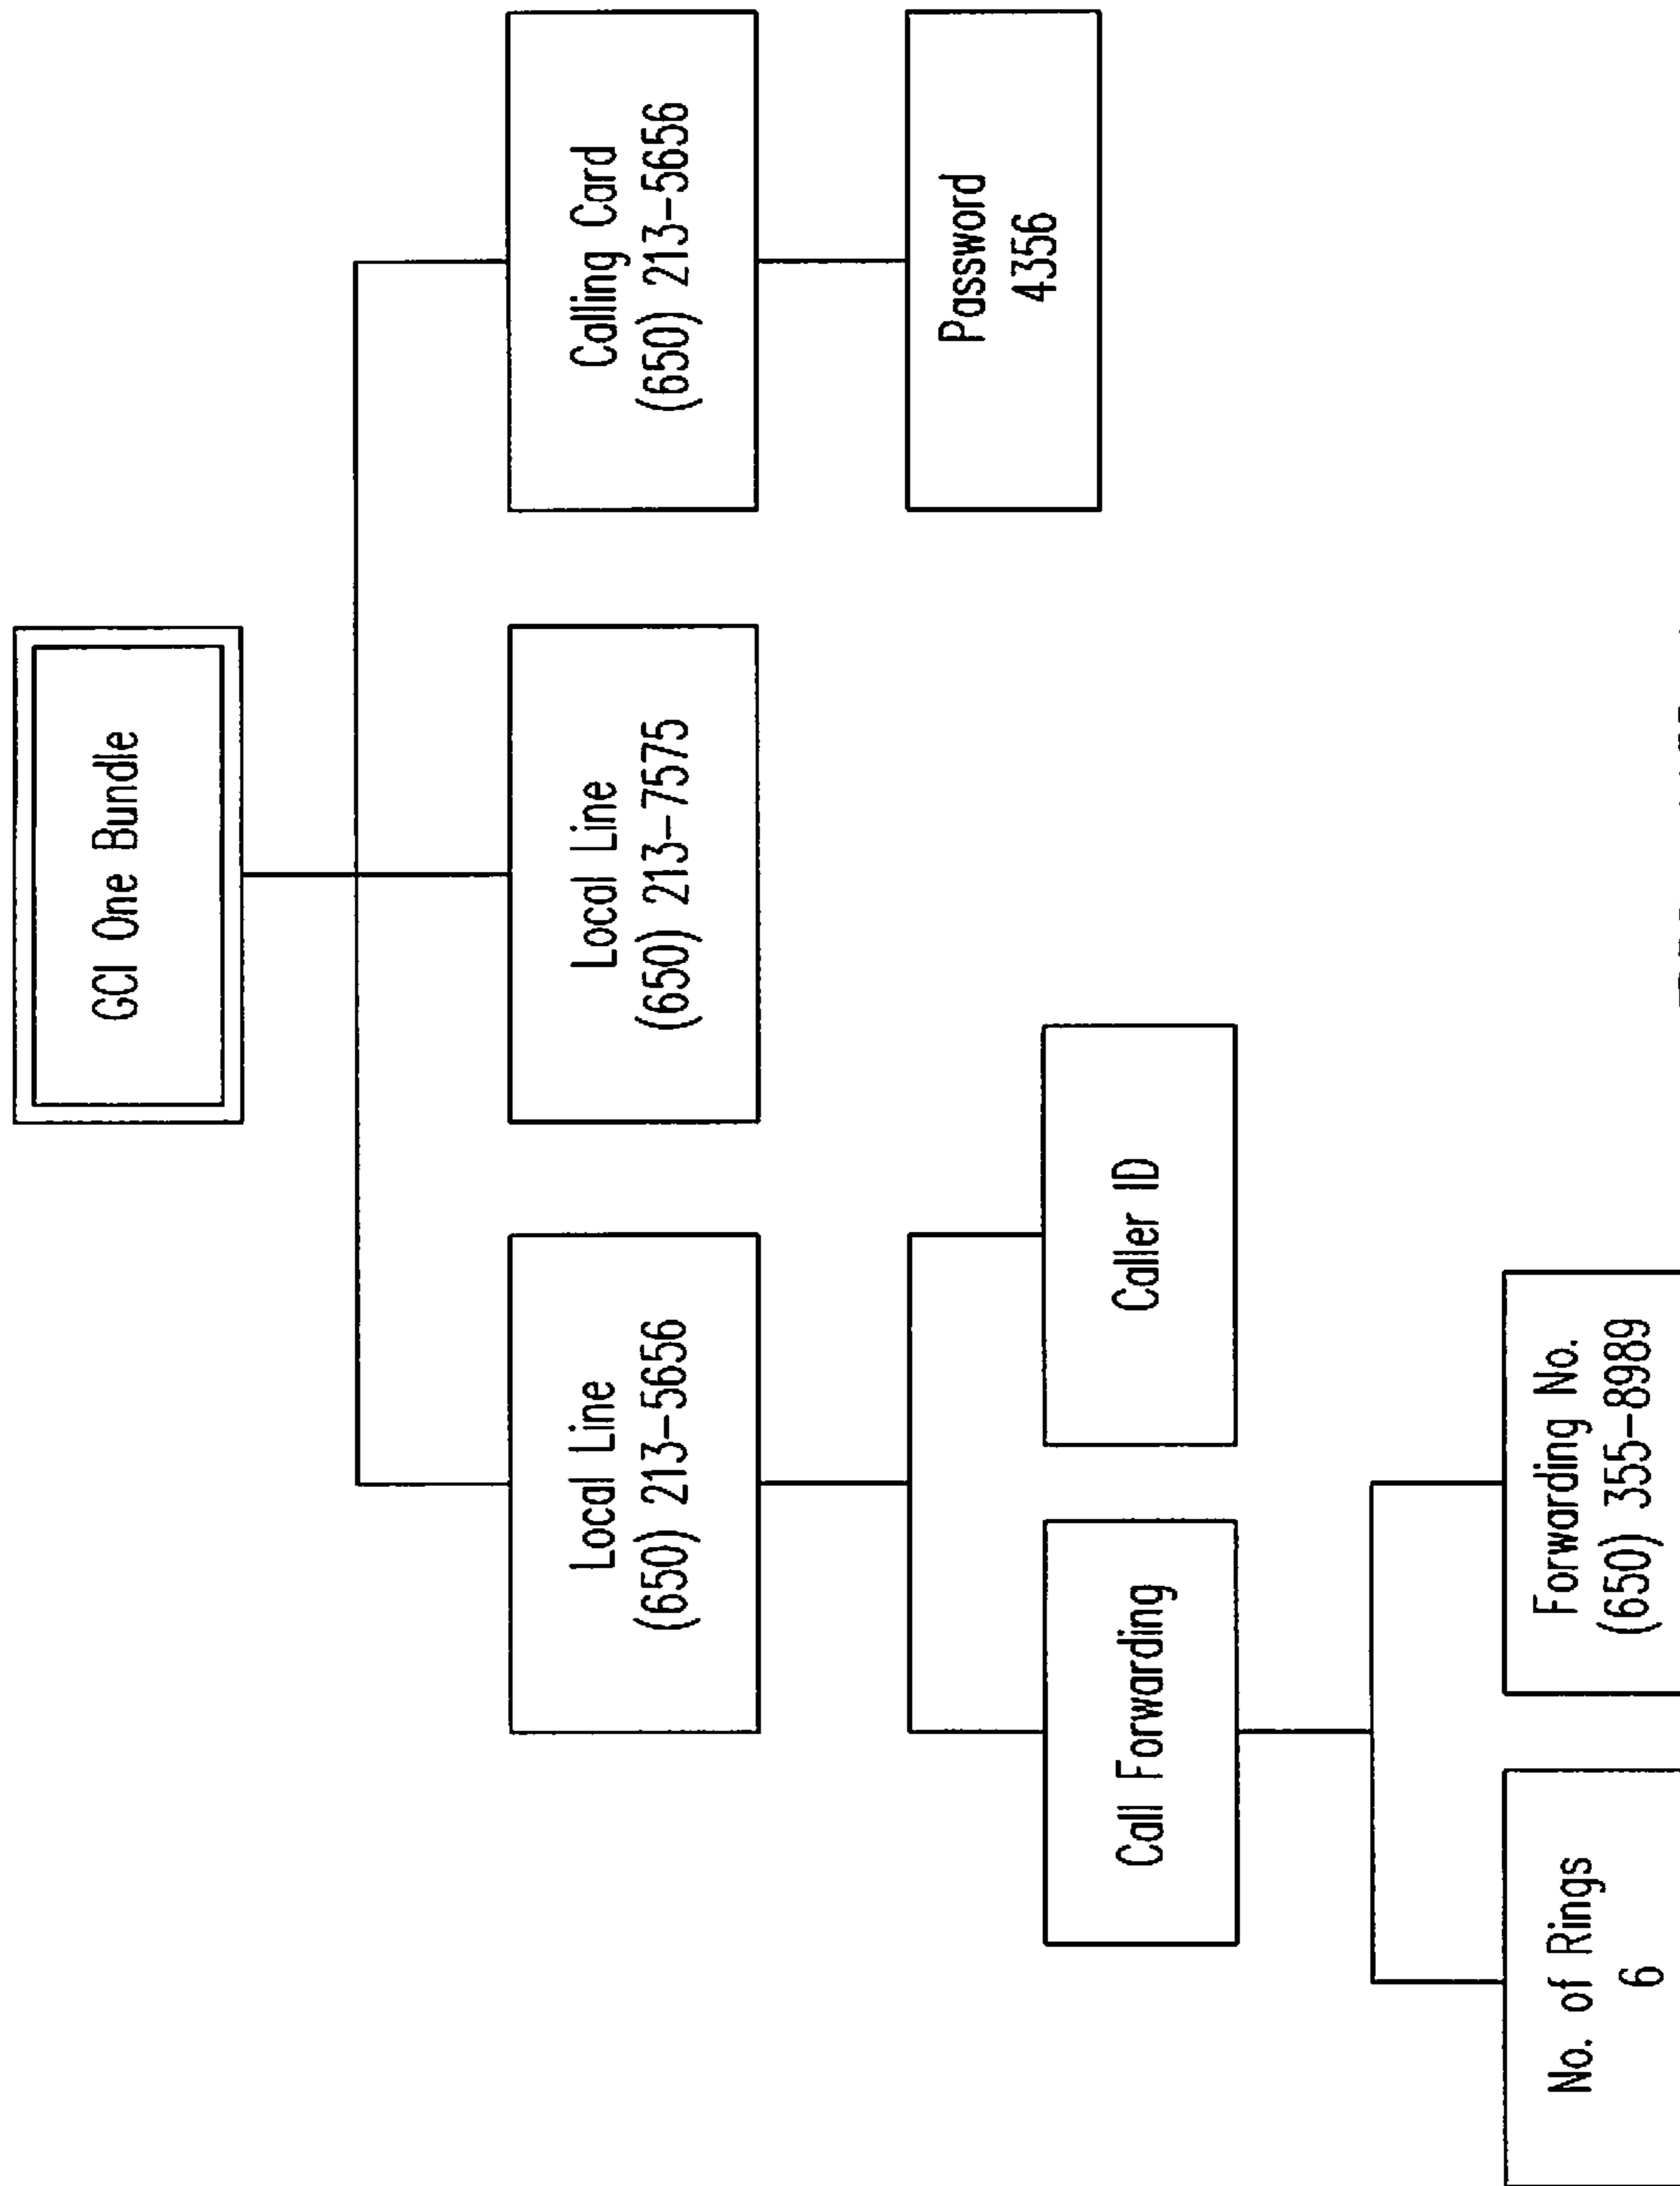 GCI One Bundle
Local Line
(650) 213-5656
Local Line
(650) 213-7575
Calling Card
(650) 213-5656
Call Forwarding
Caller ID
Password
4356
No. of Rings
6
Forwarding No.
(650) 355-8989